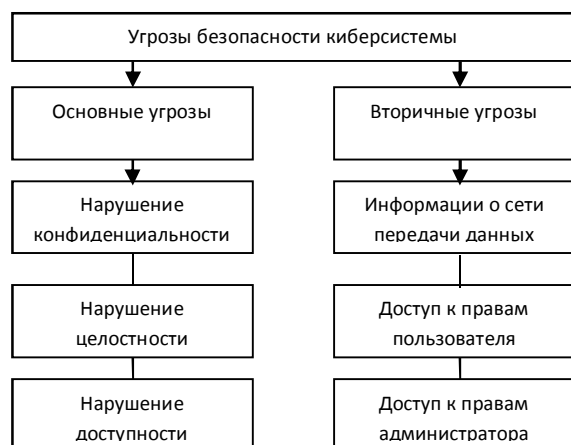 Угрозы безопасности киберсистемы
Основные угрозы
Вторичные угрозы
Нарушение
конфиденциальности
Информации о сети
передачи данных
Нарушение
целостности
Доступ к правам
пользователя
Нарушение
доступности
Доступ к правам
администратора